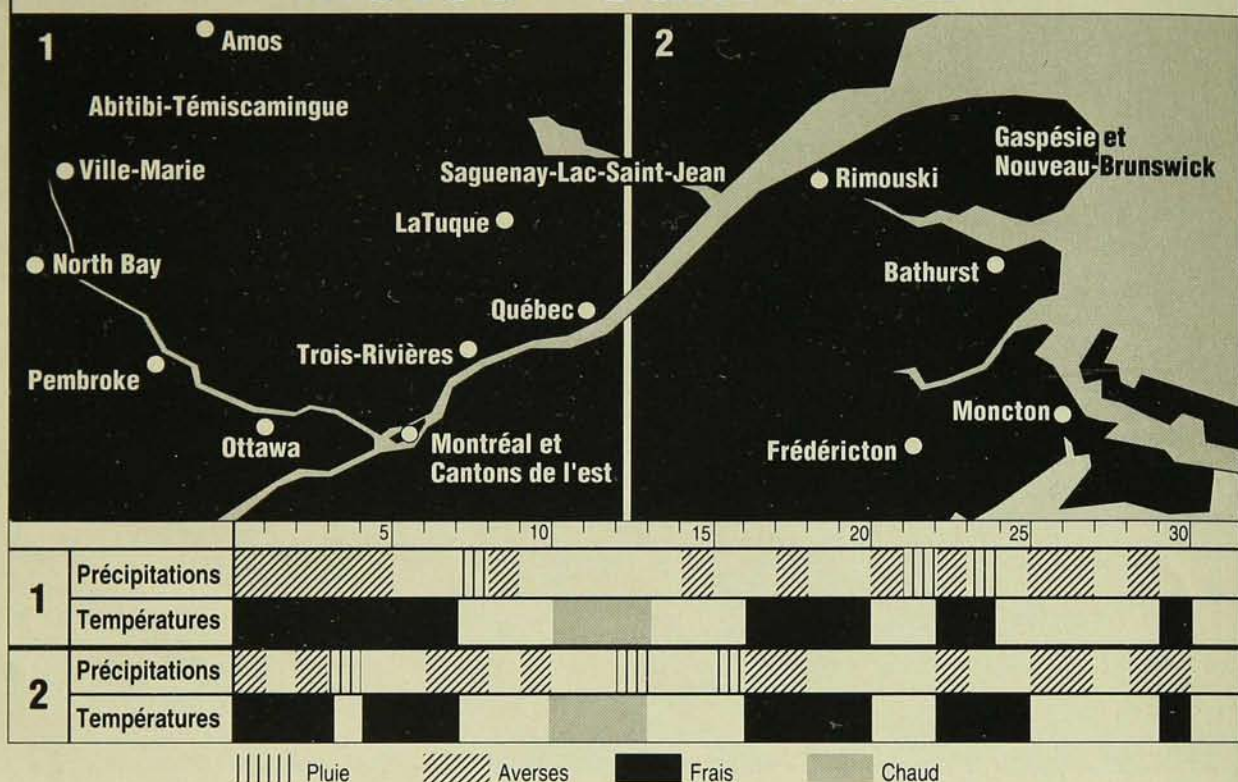 1
2
Amos
Abitibi-Témiscamingue
Gaspésie et
Nouveau-Brunswick
Ville-Marie
Saguenay-Lac-Saint-Jean
Rimouski
LaTuque
North Bay
Bathurst
Québec
Trois-Rivières
Pembroke
Moncton
Ottawa
Montréal et
Cantons de l'est
Frédéricton
5 10 15 20 25 30
1 Précipitations
Températures
2 Précipitations
Températures
Pluie Averses Frais Chaud